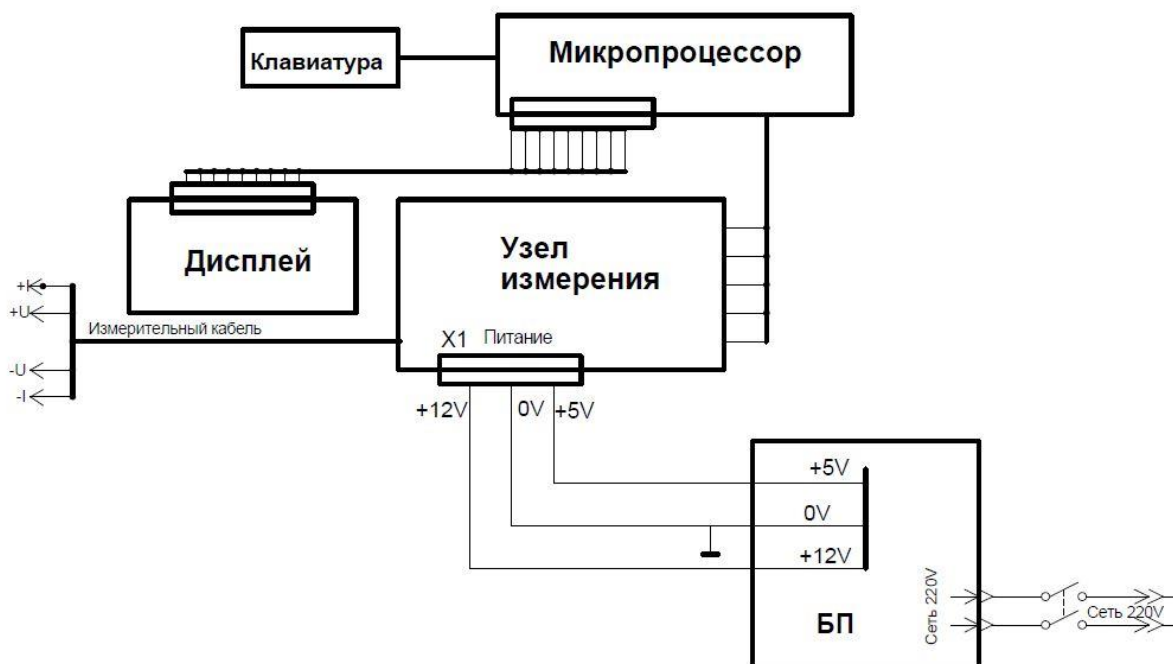 Микропроцессор
Клавиатура
Дисплей
Узел
измерения
+I
+U
Измерительный кабель
-U
-I
X1 Питание
+12V 0V +5V
+5V
0V
+12V
БП
Сеть 220V
Сеть 220V